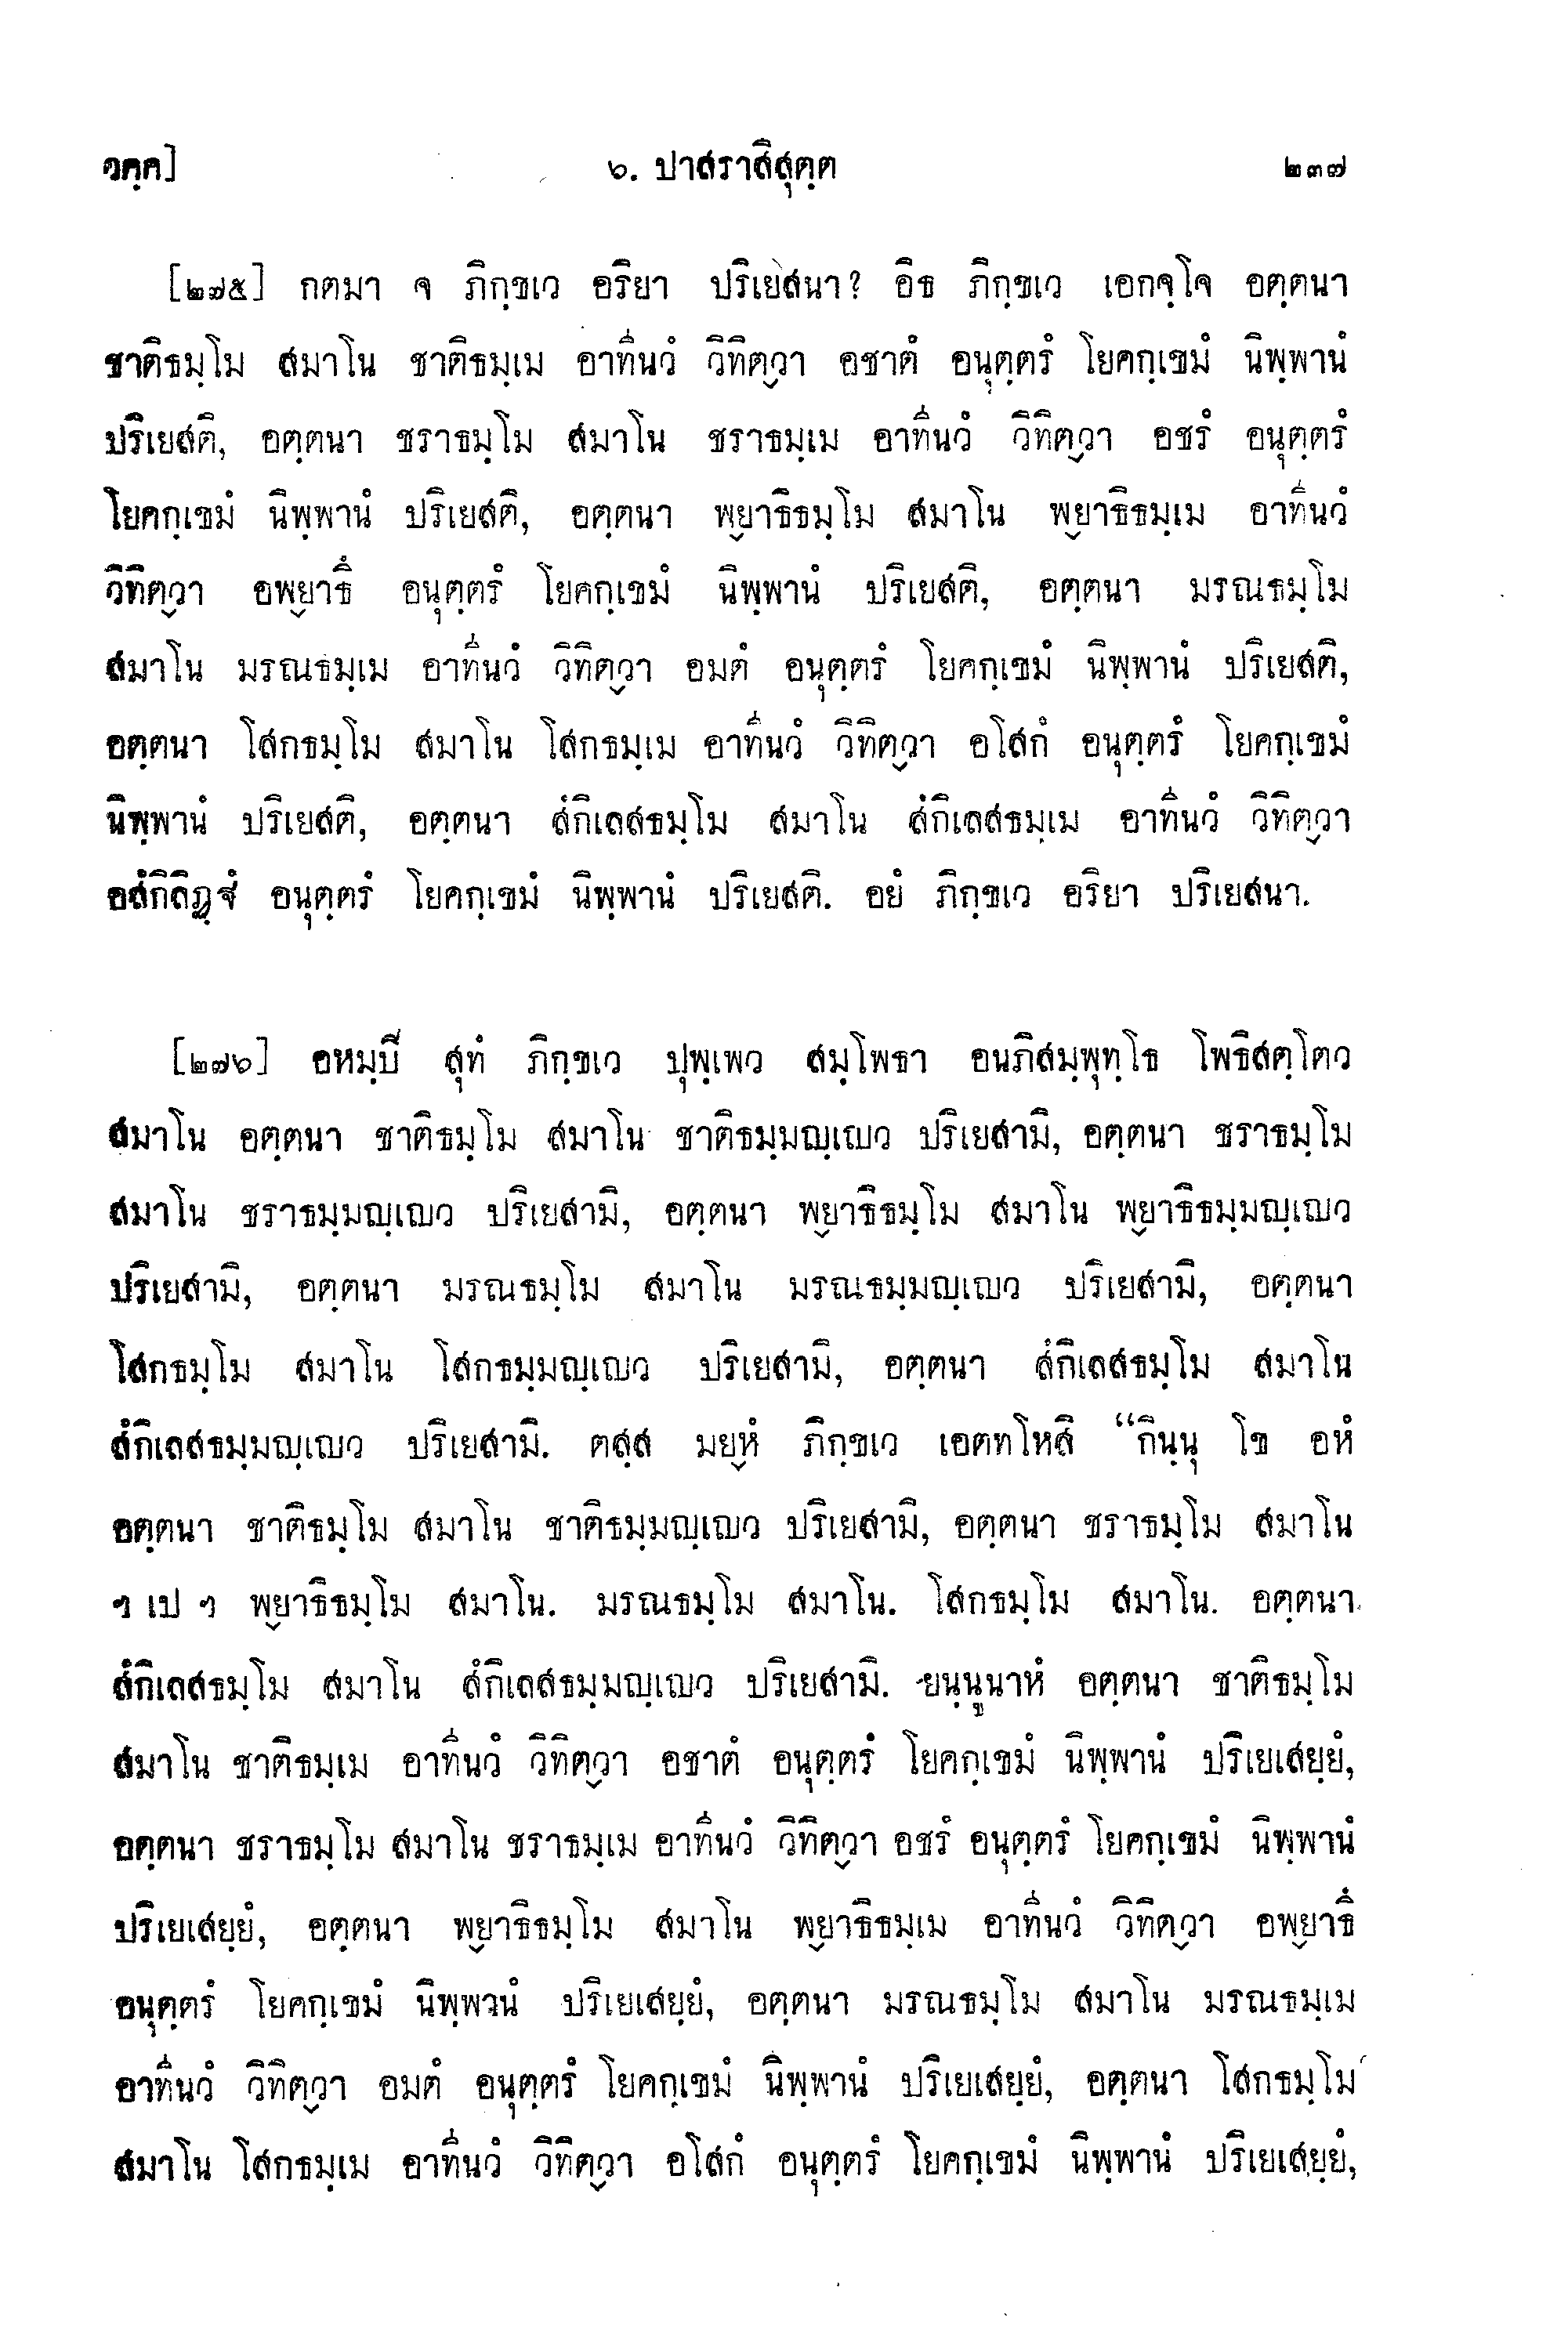 วคฺค]
๖. ปาสราสิสุตฺต
๒๓๗
[๒๗๕] กตมา จ ภิกฺขเว อริยา ปริเยสนา? อิธ ภิกฺขเว เอกจฺโจ อตฺตนา
ชาติธมฺโม สมาโน ชาติธมฺเม อาทีนวํ วิทิตฺวา อชาตํ อนุตฺตรํ โยคกฺเขมํ นิพฺพานํ
ปริเยสติ, อตฺตนา ชราธมฺโม สมาโน ชราธมฺเม อาทีนวํ วิทิตฺวา อชรํ อนุตฺตรํ
โยคกฺเขมํ นิพฺพานํ ปริเยสติ, อตฺตนา พฺยาธิธมฺโม สมาโน พฺยาธิธมฺเม อาทีนวํ
วิทิตฺวา อพฺยาธึ อนุตฺตรํ โยคกฺเขมํ นิพฺพานํ ปริเยสติ, อตฺตนา มรณธมฺโม
สมาโน มรณธมฺเม อาทีนวํ วิทิตฺวา อมตํ อนุตฺตรํ โยคกฺเขมํ นิพฺพานํ ปริเยสติ,
อตฺตนา โสกธมฺโม สมาโน โสกธมฺเม อาทีนวํ วิทิตฺวา อโสกํ อนุตฺตรํ โยคกฺเขมํ
นิพฺพานํ ปริเยสติ, อตฺตนา สํกิเลสธมฺโม สมาโน สํกิเลสธมฺเม อาทีนวํ วิทิตฺวา
อสํกิลิฏฺฐํ อนุตฺตรํ โยคกฺเขมํ นิพฺพานํ ปริเยสติ. อยํ ภิกฺขเว อริยา ปริเยสนา.
[๒๗๖] อหมฺปิ สุทํ ภิกฺขเว ปุพฺเพว สมฺโพธา อนภิสมฺพุทฺโธ โพธิสตฺโตว
สมาโน อตฺตนา ชาติธมฺโม สมาโน ชาติธมฺมญฺเญว ปริเยสามิ, อตฺตนา ชราธมฺโม
สมาโน ชราธมฺมญฺเญว ปริเยสามิ, อตฺตนา พฺยาธิธมฺโม สมาโน พฺยาธิธมฺมญฺเญว
ปริเยสามิ, อตฺตนา มรณธมฺโม สมาโน มรณธมฺมญฺเญว ปริเยสามิ, อตฺตนา
โสกธมฺโม สมาโน โสกธมฺมญฺเญว ปริเยสามิ, อตฺตนา สํกิเลสธมฺโม สมาโน
สํกิเลสธมฺมญฺเญว ปริเยสามิ. ตสฺส มยฺหํ ภิกฺขเว เอตทโหสิ “กินฺนุ โข อหํ
อตฺตนา ชาติธมฺโม สมาโน ชาติธมฺมญฺเญว ปริเยสามิ, อตฺตนา ชราธมฺโม สมาโน
ฯ เป ฯ พฺยาธิธมฺโม สมาโน. มรณธมฺโม สมาโน. โสกธมฺโม สมาโน. อตฺตนา
สํกิเลสธมฺโม สมาโน สํกิเลสธมฺมญฺเญว ปริเยสามิ. ยนฺนูนาหํ อตฺตนา ชาติธมฺโม
สมาโน ชาติธมฺเม อาทีนวํ วิทิตฺวา อชาตํ อนุตฺตรํ โยคกฺเขมํ นิพฺพานํ ปริเยเสยฺยํ,
อตฺตนา ชราธมฺโม สมาโน ชราธมฺเม อาทีนวํ วิทิตฺวา อชรํ อนุตฺตรํ โยคกฺเขมํ นิพฺพานํ
ปริเยเสยฺยํ, อตฺตนา พฺยาธิธมฺโม สมาโน พฺยาธิธมฺเม อาทีนวํ วิทิตฺวา อพฺยาธึ
อนุตฺตรํ โยคกฺเขมํ นิพฺพานํ ปริเยเสยฺยํ, อตฺตนา มรณธมฺโม สมาโน มรณธมฺเม
อาทีนวํ วิทิตฺวา อมตํ อนุตฺตรํ โยคกฺเขมํ นิพฺพานํ ปริเยเสยฺยํ, อตฺตนา โสกธมฺโม
สมาโน โสกธมฺเม อาทีนวํ วิทิตฺวา อโสกํ อนุตฺตรํ โยคกฺเขมํ นิพฺพานํ ปริเยเสยฺยํ,